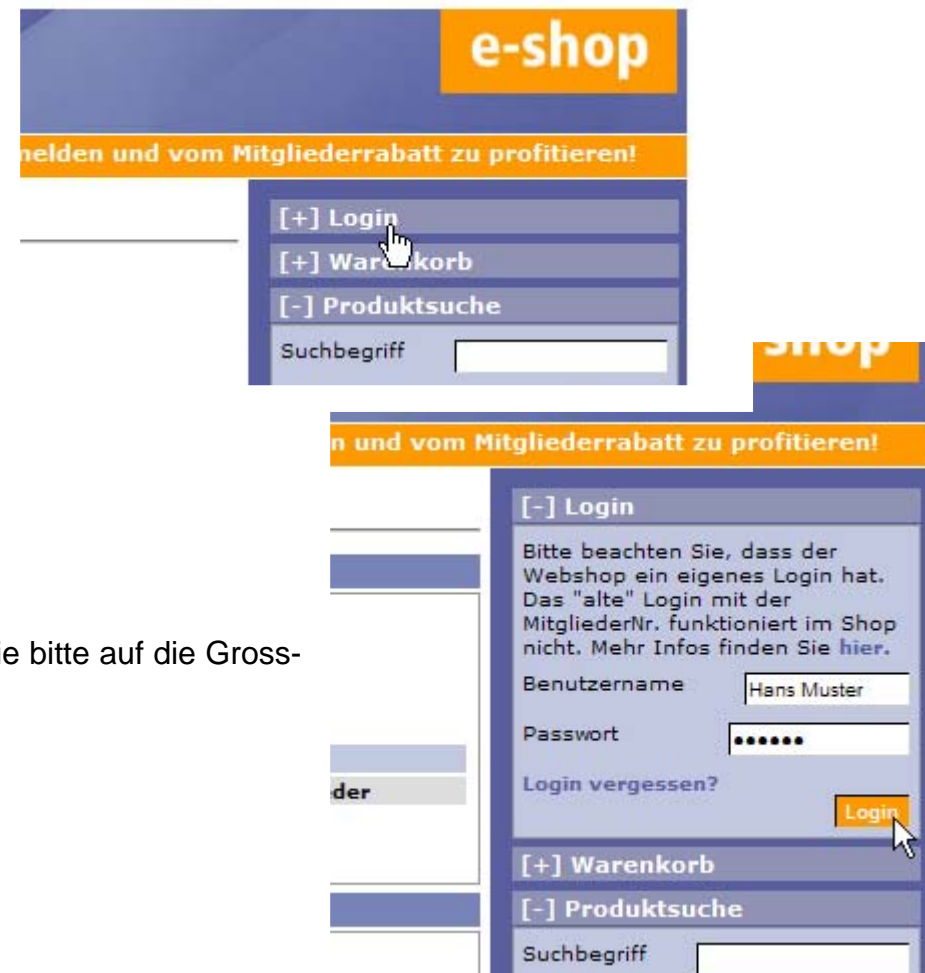 e-shop
nelden und vom Mitgliederrabatt zu profitieren!
[+] Login
[+] Warenkorb
[-] Produktsuche
Suchbegriff
shop
n und vom Mitgliederrabatt zu profitieren!
[-] Login
Bitte beachten Sie, dass der
Webshop ein eigenes Login hat.
Das "alte" Login mit der
MitgliederNr. funktioniert im Shop
nicht. Mehr Infos finden Sie hier.
ie bitte auf die Gross-
Benutzername Hans Muster
Passwort ••••••
der
Login vergessen?
Login
[+] Warenkorb
[-] Produktsuche
Suchbegriff